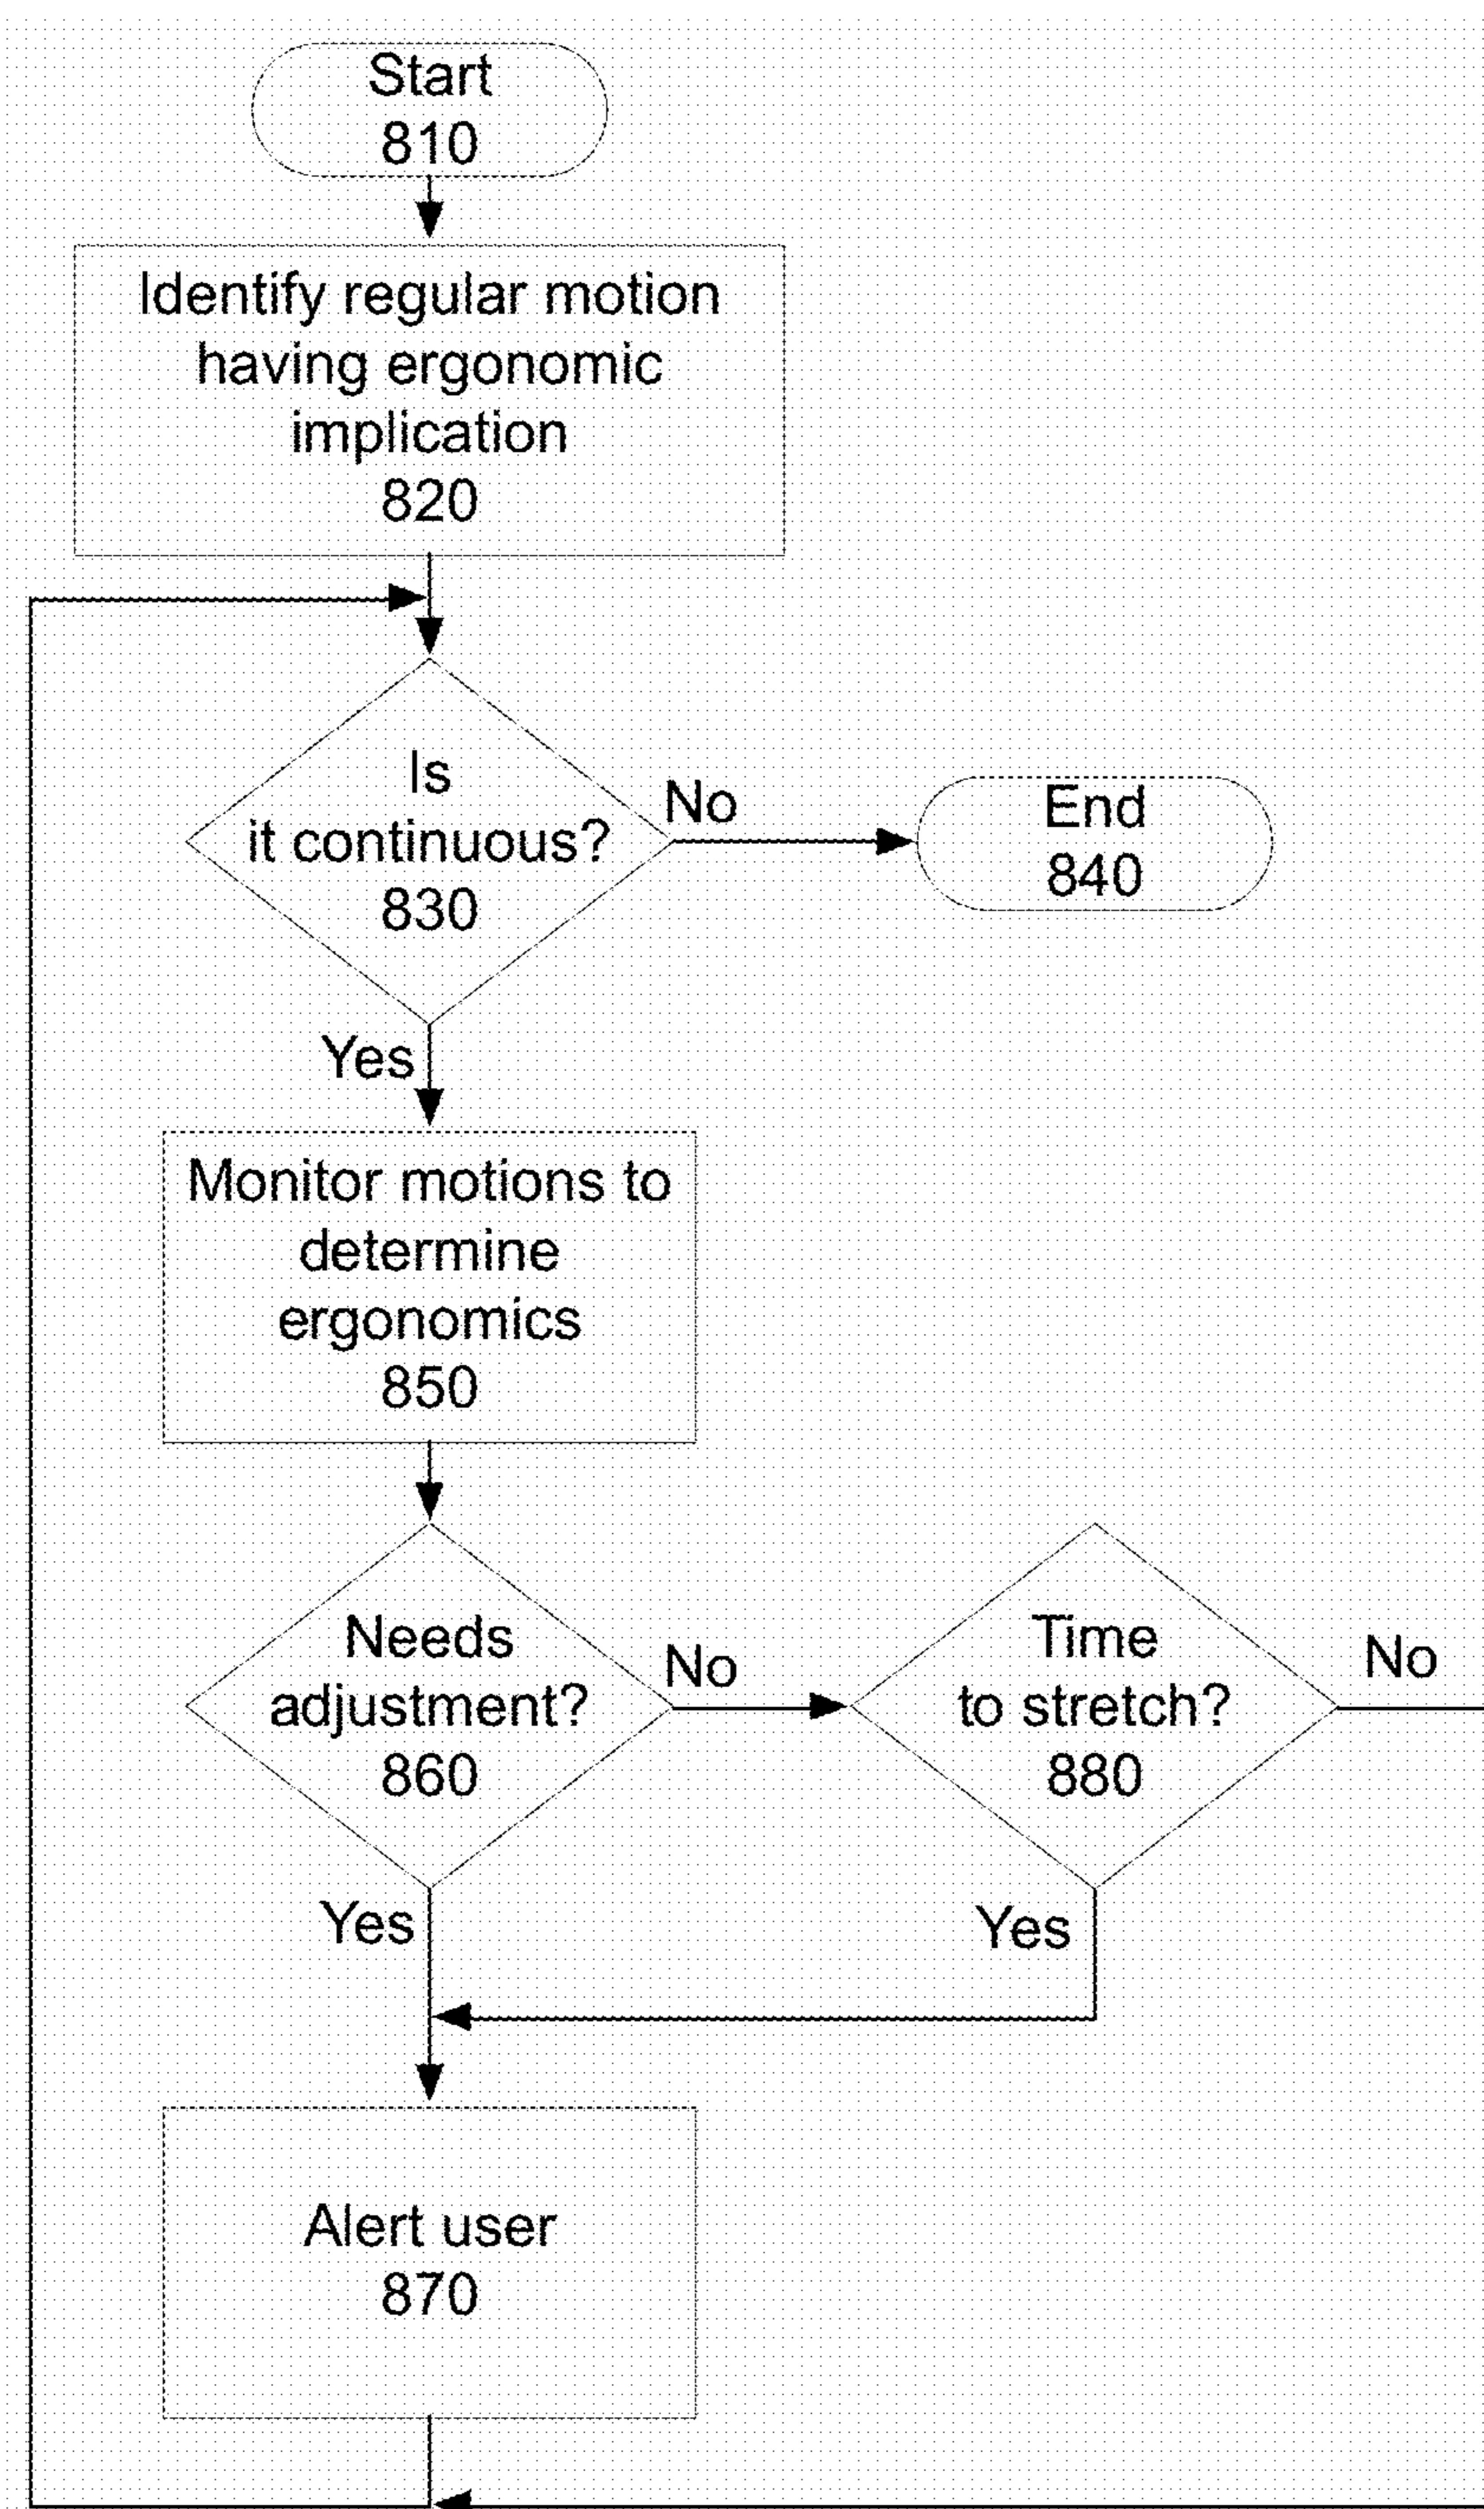 Start
810
Identify regular motion
having ergonomic
implication
820
Is
it continuous?
830
No
End
840
Yes
Monitor motions to
determine
ergonomics
850
Needs
adjustment?
860
No
Time
to stretch?
880
No
Yes
Yes
Alert user
870